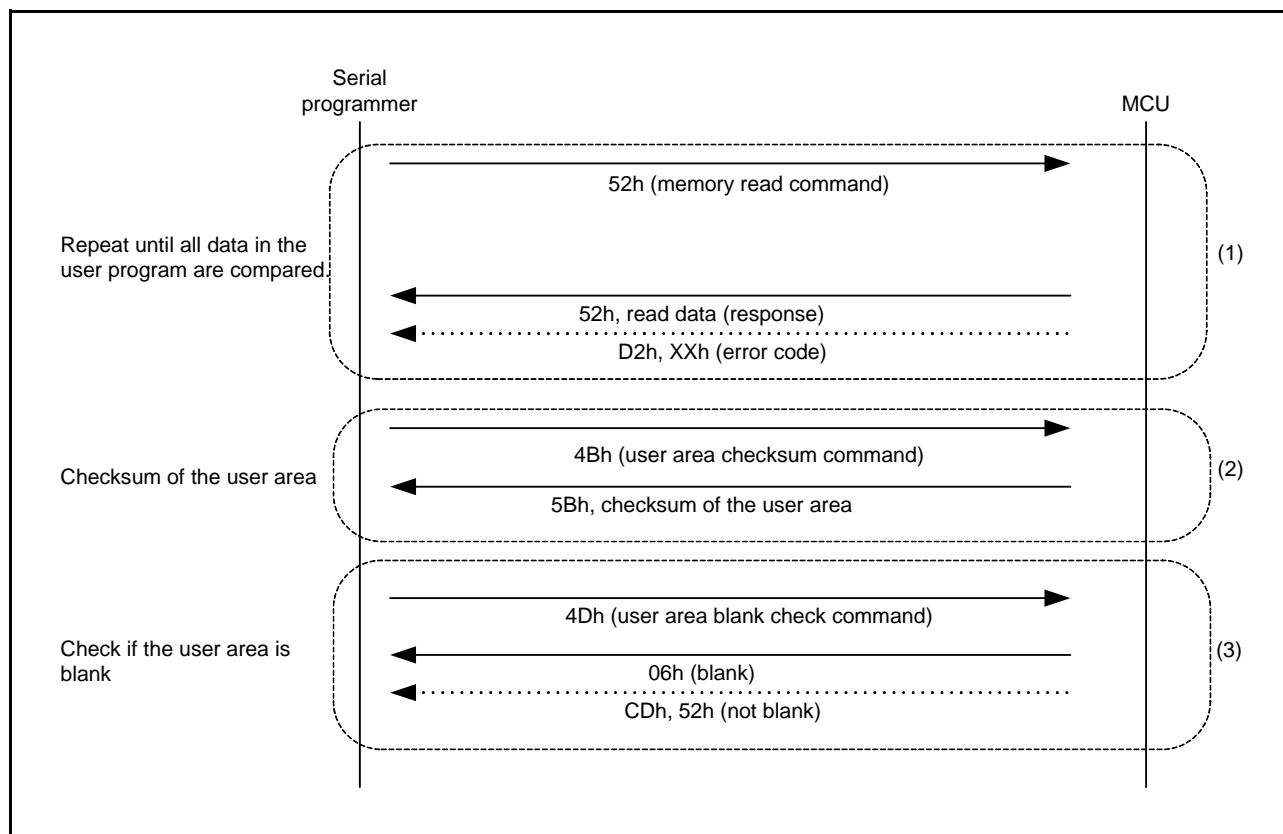 Serial
programmer
MCU
52h (memory read command)
Repeat until all data in the
user program are compared.
(1)
52h, read data (response)
D2h, XXh (error code)
4Bh (user area checksum command)
(2)
Checksum of the user area
5Bh, checksum of the user area
4Dh (user area blank check command)
Check if the user area is
blank
(3)
06h (blank)
CDh, 52h (not blank)